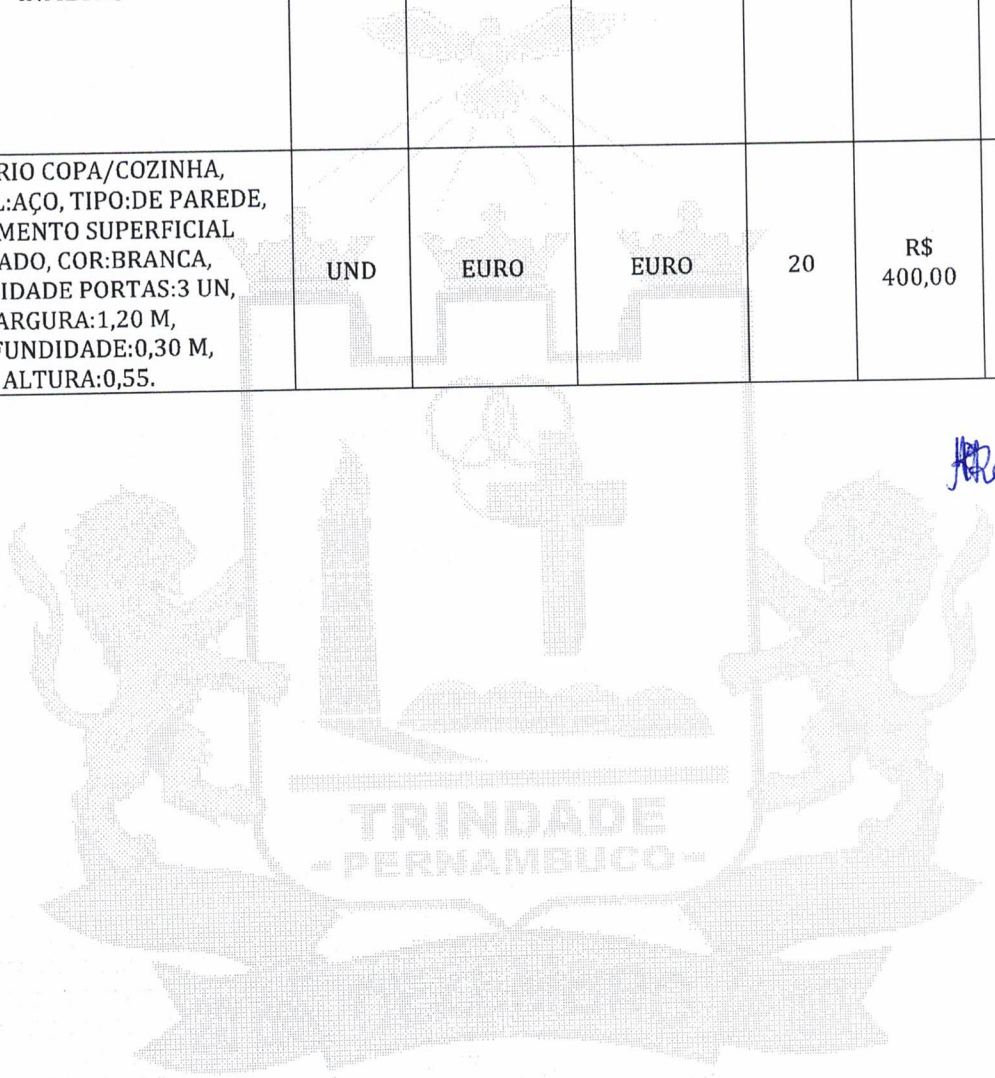 RIO COPA/COZINHA,
L:AÇO, TIPO:DE PAREDE,
MENTO SUPERFICIAL
ADO, COR:BRANCA,
IDADE PORTAS:3 UN,
ARGURA:1,20 M,
FUNDIDADE:0,30 M,
ALTURA:0,55.
UND
EURO
EURO
20
R$
400,00
TRINDADE
- PERNAMBUCO -